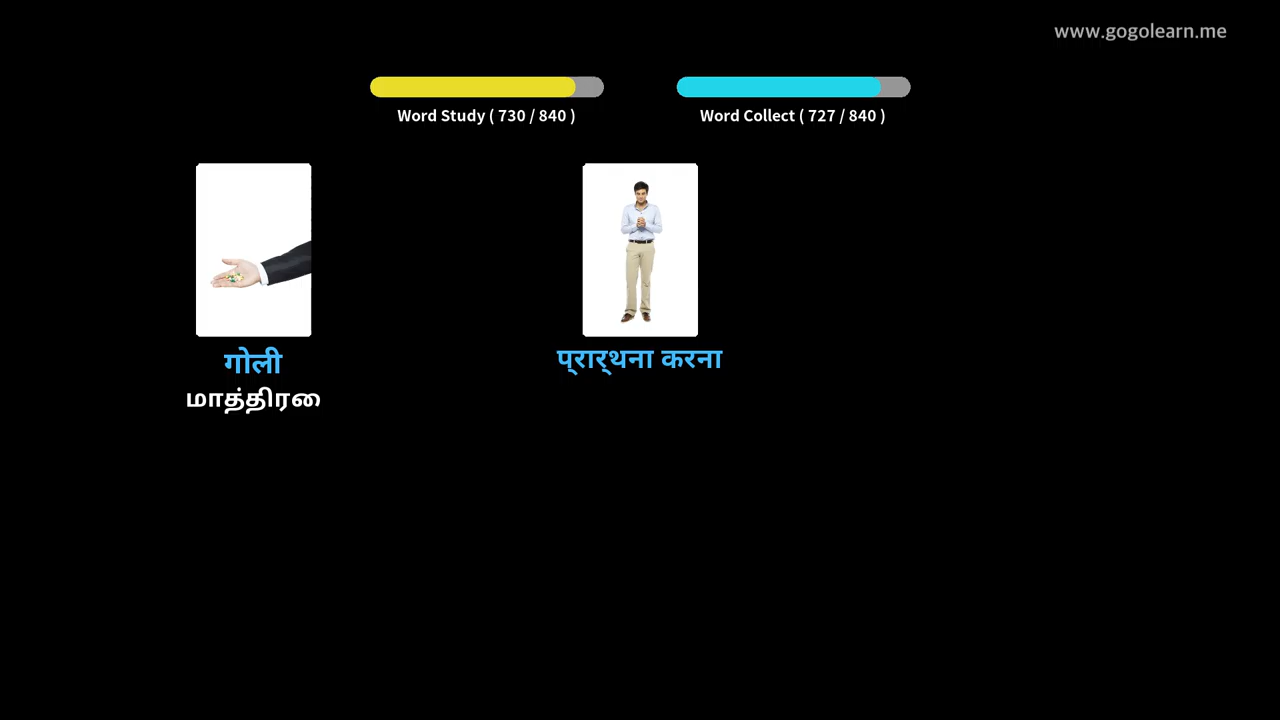 www.gogolearn.me
Word Study ( 730 / 840 )
Word Collect ( 727 / 840 )
गोली
மாத்திரை
प्रार्थना करना